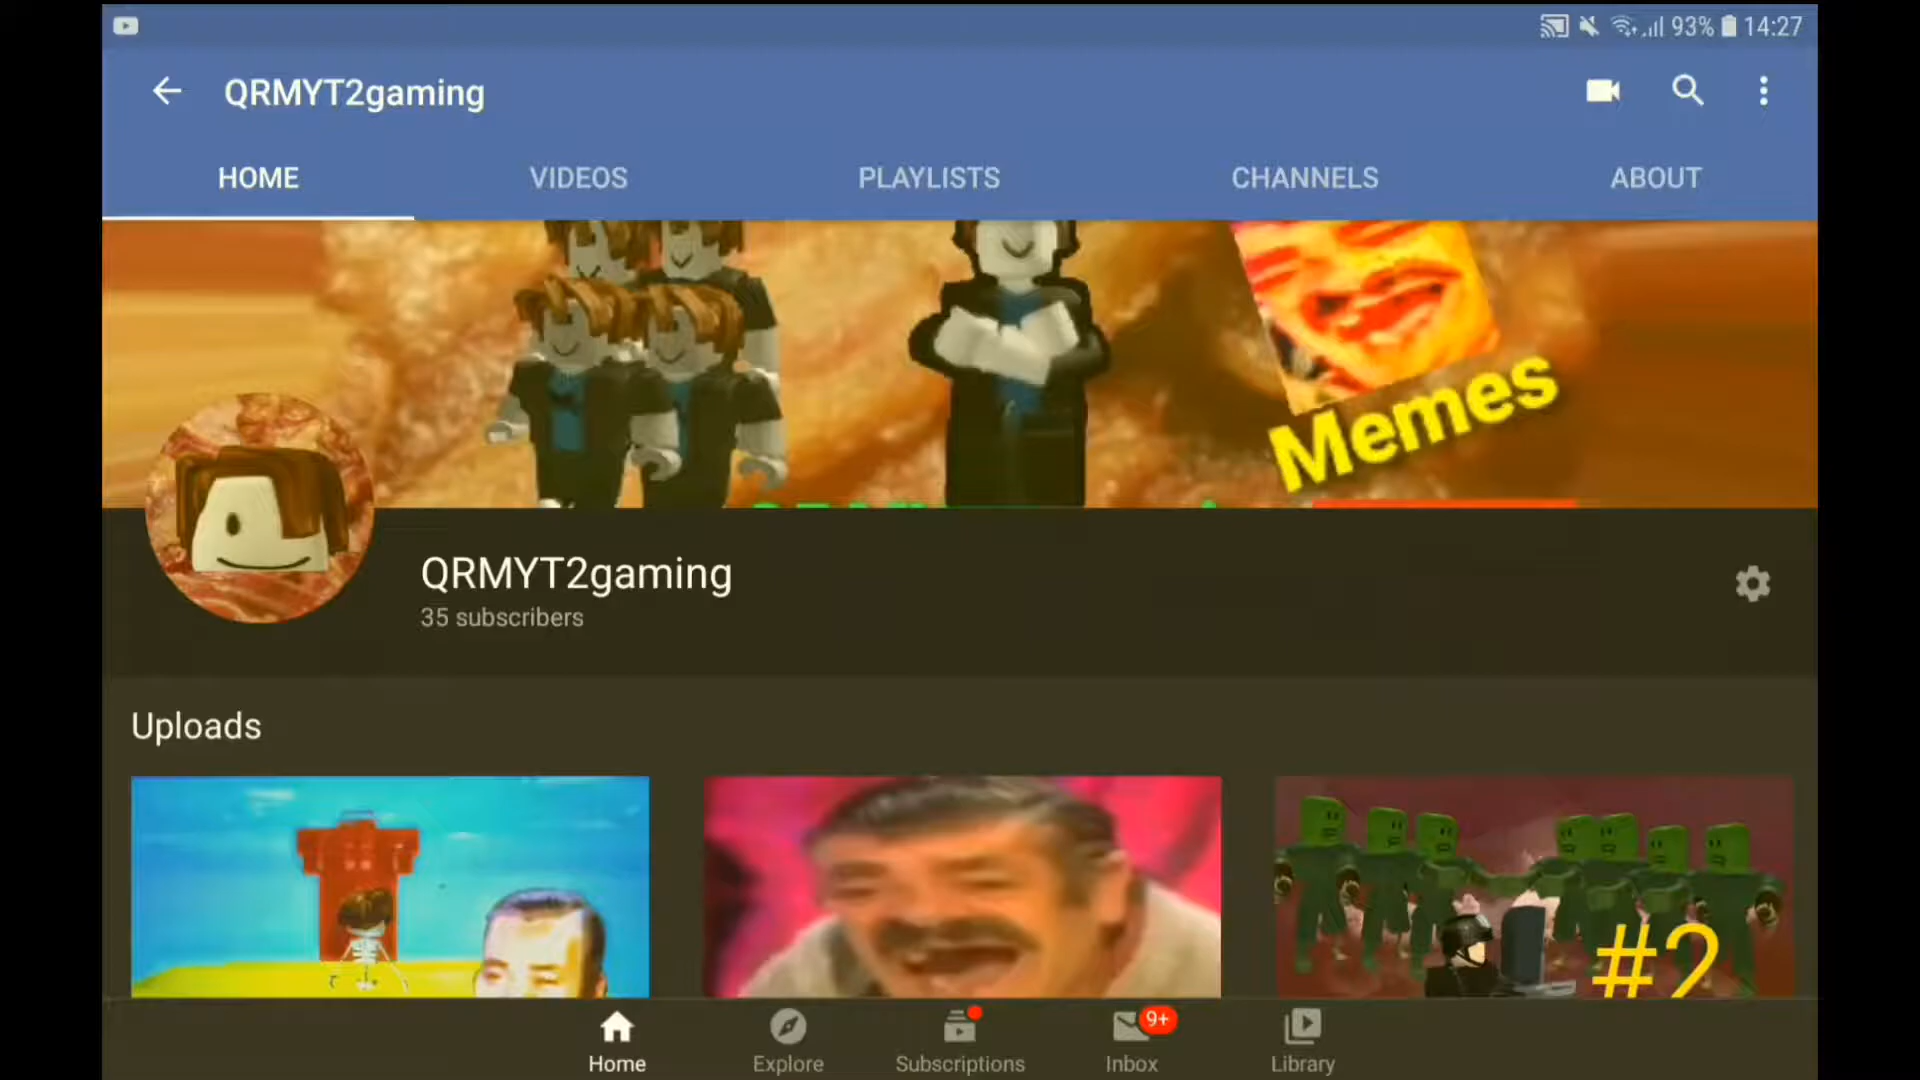 93% 14:27
QRMYT2gaming
HOME VIDEOS PLAYLISTS CHANNELS ABOUT
Memes
QRMYT2gaming
35 subscribers
Uploads
#2
9+
Home Explore Subscriptions Inbox Library